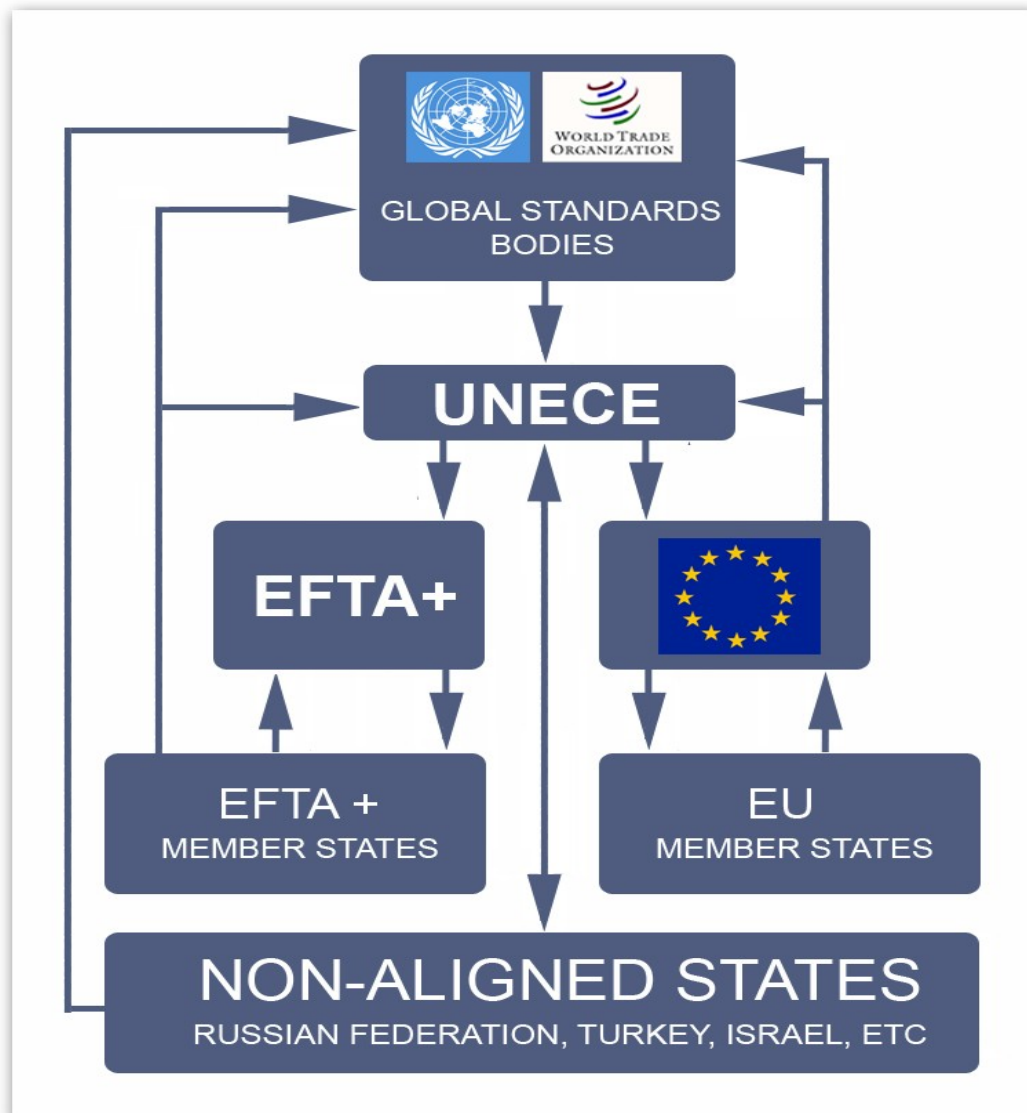 WORLD TRADE
ORGANIZATION
GLOBAL STANDARDS
BODIES
UNECE
EFTA+
EFTA +
MEMBER STATES
EU
MEMBER STATES
NON-ALIGNED STATES
RUSSIAN FEDERATION, TURKEY, ISRAEL, ETC